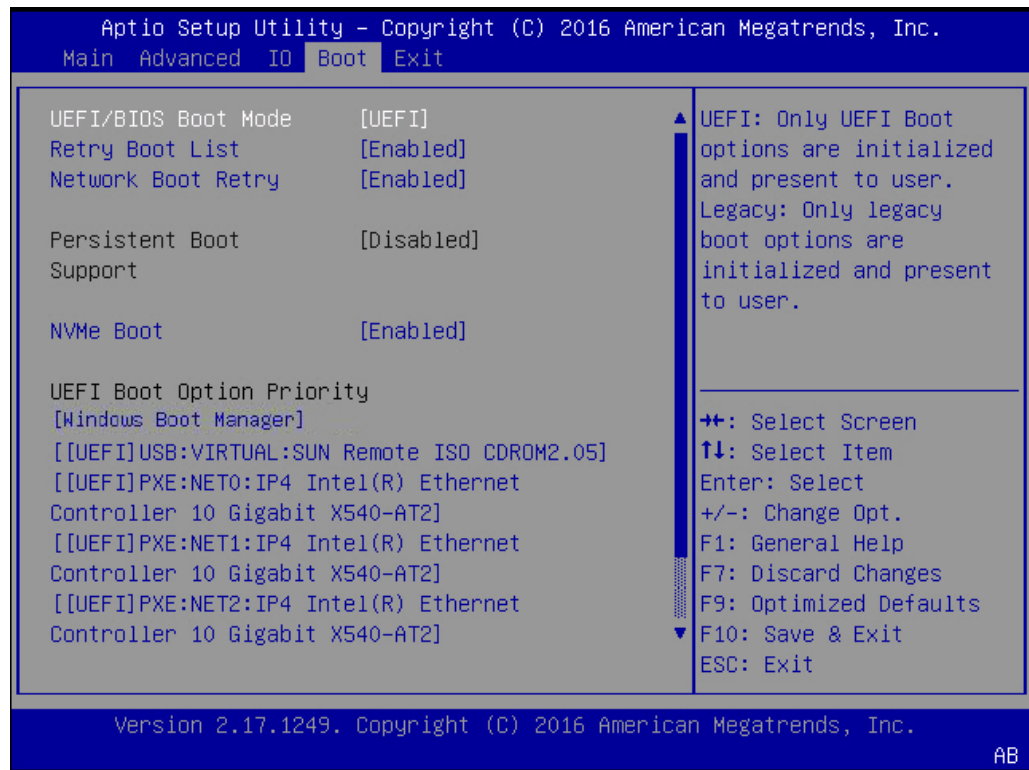 Aptio Setup Utility – Copyright (C) 2016 American Megatrends, Inc.
Main Advanced IO Boot Exit
UEFI/BIOS Boot Mode [UEFI]
Retry Boot List [Enabled]
Network Boot Retry [Enabled]
Persistent Boot [Disabled]
Support
NVMe Boot [Enabled]
UEFI Boot Option Priority
[Windows Boot Manager]
[[UEFI]USB:VIRTUAL:SUN Remote ISO CDROM2.05]
[[UEFI]PXE:NET0:IP4 Intel(R) Ethernet
Controller 10 Gigabit X540-AT2]
[[UEFI]PXE:NET1:IP4 Intel(R) Ethernet
Controller 10 Gigabit X540-AT2]
[[UEFI]PXE:NET2:IP4 Intel(R) Ethernet
Controller 10 Gigabit X540-AT2]
UEFI: Only UEFI Boot
options are initialized
and present to user.
Legacy: Only legacy
boot options are
initialized and present
to user.
→←: Select Screen
↑↓: Select Item
Enter: Select
+/-: Change Opt.
F1: General Help
F7: Discard Changes
F9: Optimized Defaults
F10: Save & Exit
ESC: Exit
Version 2.17.1249. Copyright (C) 2016 American Megatrends, Inc.
AB